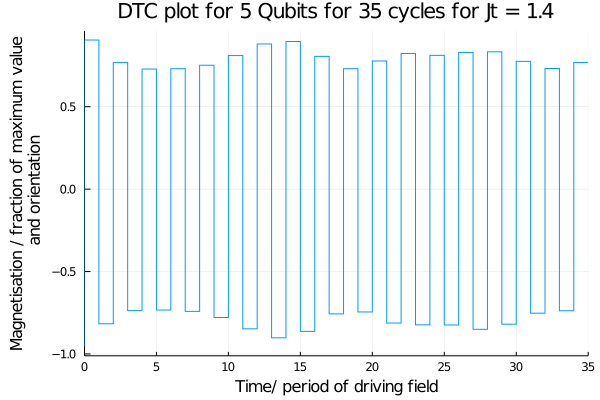 DTC plot for 5 Qubits for 35 cycles for Jt = 1.4
Magnetisation / fraction of maximum value
and orientation
0.5
0.0
−0.5
−1.0
0 5 10 15 20 25 30 35
Time/ period of driving field